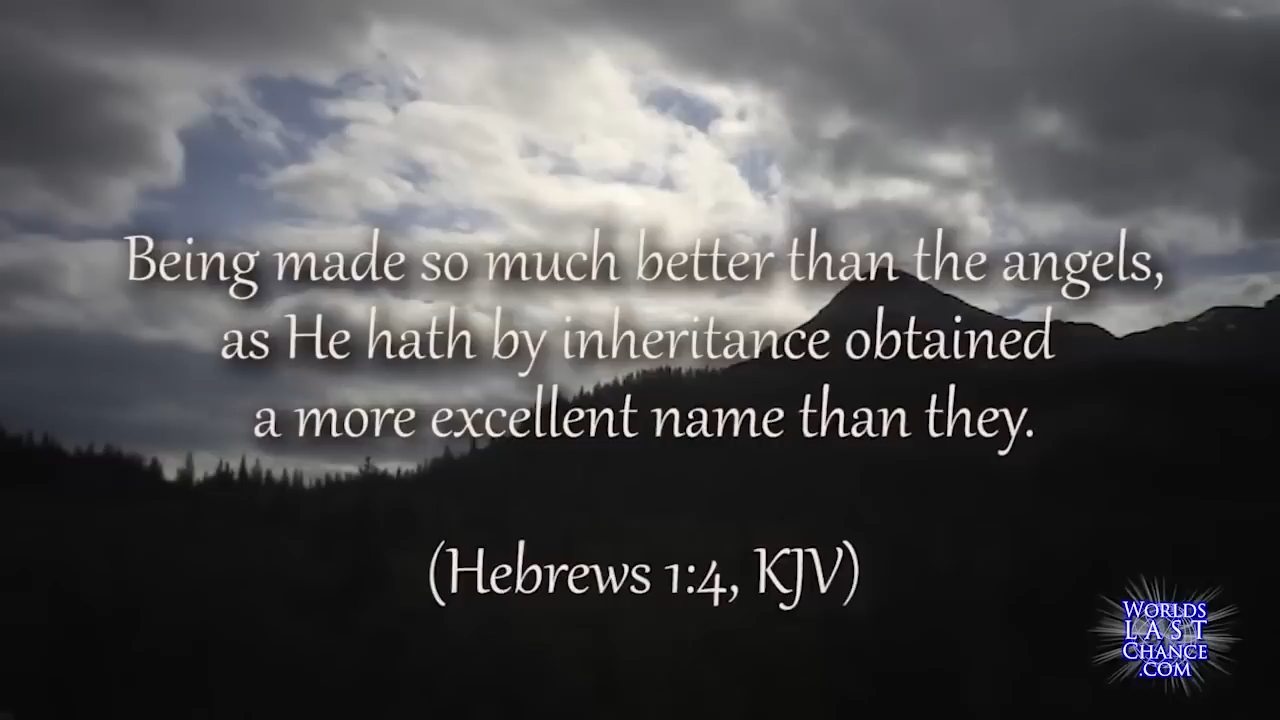 Being made so much better than the angels,
as He hath by inheritance obtained
a more excellent name than they.
(Hebrews 1:4, KJV)
WORLDS
LAST
CHANCE
.COM